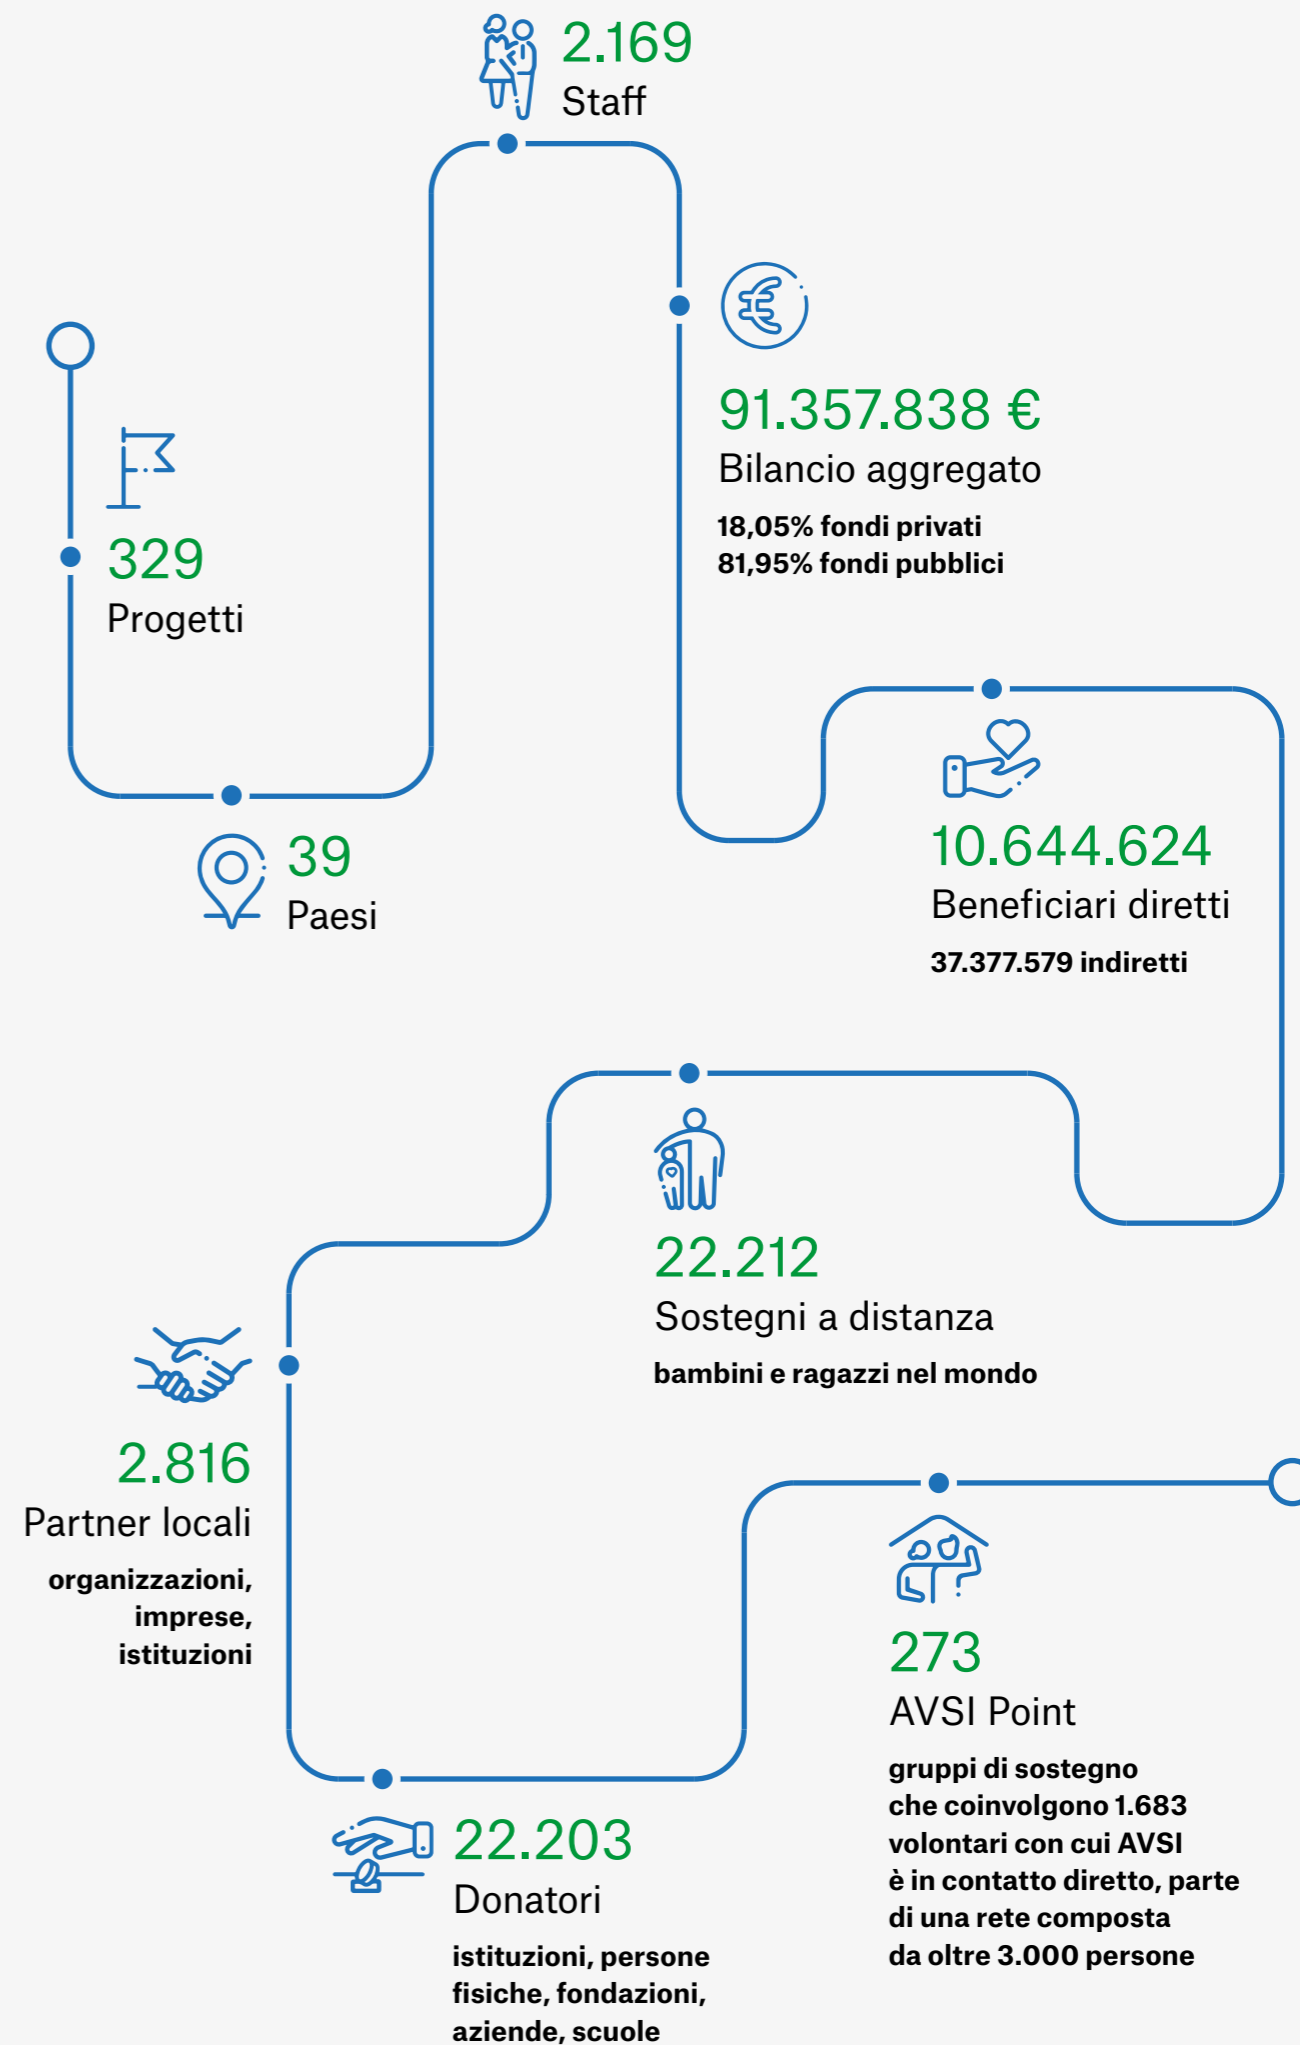 2.169
Staff
91.357.838 €
Bilancio aggregato
18,05% fondi privati
81,95% fondi pubblici
329
Progetti
39
Paesi
10.644.624
Beneficiari diretti
37.377.579 indiretti
22.212
Sostegni a distanza
bambini e ragazzi nel mondo
2.816
Partner locali
organizzazioni,
imprese,
istituzioni
273
AVSI Point
gruppi di sostegno
che coinvolgono 1.683
volontari con cui AVSI
è in contatto diretto, parte
di una rete composta
da oltre 3.000 persone
22.203
Donatori
istituzioni, persone
fisiche, fondazioni,
aziende, scuole